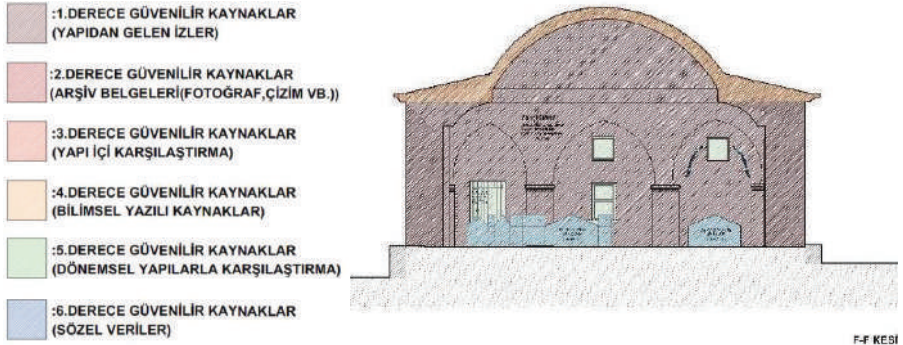 :1.DERECE GÜVENİLİR KAYNAKLAR
(YAPIDAN GELEN İZLER)
:2.DERECE GÜVENİLİR KAYNAKLAR
(ARŞİV BELGELERİ(FOTOĞRAF,ÇİZİM VB.))
:3.DERECE GÜVENİLİR KAYNAKLAR
(YAPI İÇİ KARŞILAŞTIRMA)
:4.DERECE GÜVENİLİR KAYNAKLAR
(BİLİMSEL YAZILI KAYNAKLAR)
:5.DERECE GÜVENİLİR KAYNAKLAR
(DÖNEMSEL YAPILARLA KARŞILAŞTIRMA)
:6.DERECE GÜVENİLİR KAYNAKLAR
(SÖZEL VERİLER)
F-F KESİ